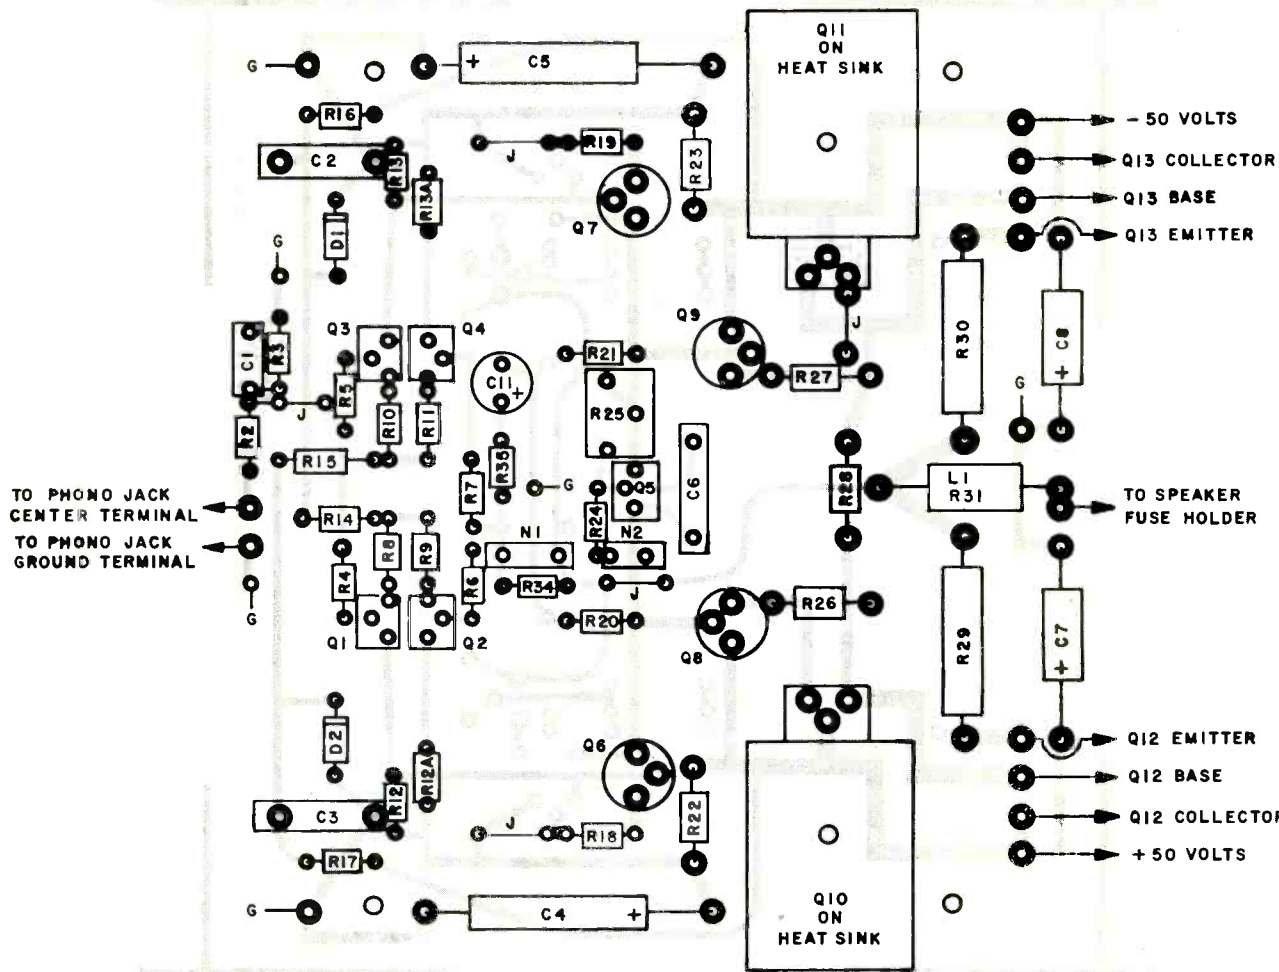 Q11
ON
HEAT SINK
G
+ C5
R16
- 50 VOLTS
C2
R13
R13A
J
R19
R23
Q13 COLLECTOR
Q7
Q13 BASE
D1
G
Q13 EMITTER
Q3
Q4
Q9
J
C1
R3
R5
C11
+
R21
R27
R30
C8
+
J
R2
R10
R11
R25
G
R15
R7
R35
G
Q5
C6
R28
L1
R31
TO PHONO JACK
CENTER TERMINAL
TO SPEAKER
FUSE HOLDER
R14
R8
R9
N1
R24
N2
TO PHONO JACK
GROUND TERMINAL
R4
R6
R34
J
G
Q1
Q2
R20
Q8
R26
R29
C7
+
D2
R12A
Q6
Q12 EMITTER
R12
Q12 BASE
C3
J
R18
R22
Q12 COLLECTOR
R17
+ 50 VOLTS
G
C4 +
Q10
ON
HEAT SINK